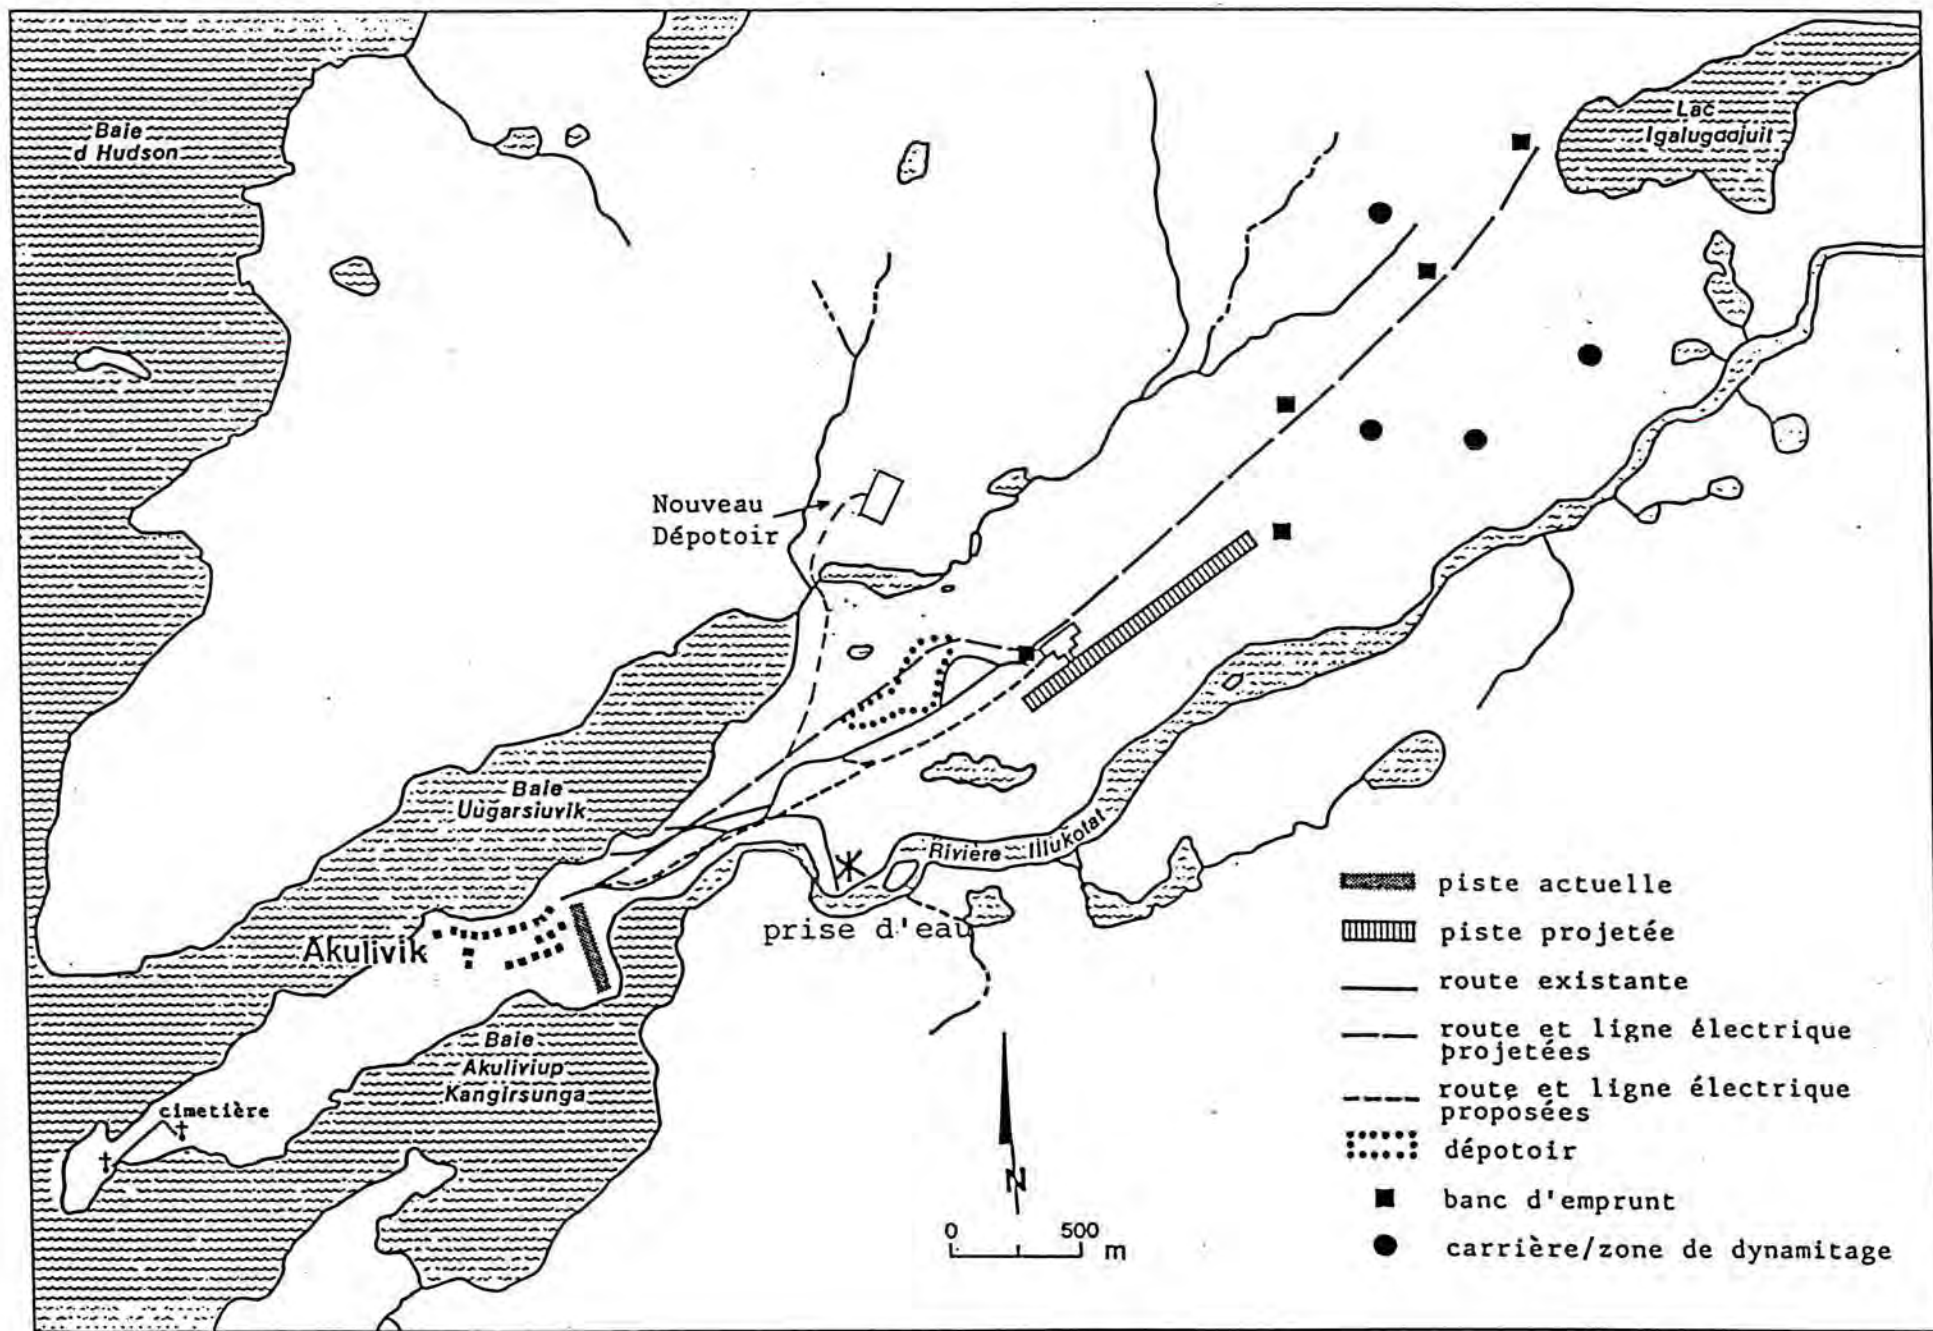 Baie
d Hudson
Lac
Igalugaajuit
Nouveau
Dépotoir
Baie
Uugarsiuvik
Rivière Illukotat
prise d'eau
Akulivik
Baie
Akuliviup
Kangirsunga
cimetière
N
0 500
m
piste actuelle
piste projetée
route existante
route et ligne électrique
projetées
route et ligne électrique
proposées
dépotoir
banc d'emprunt
carrière/zone de dynamitage